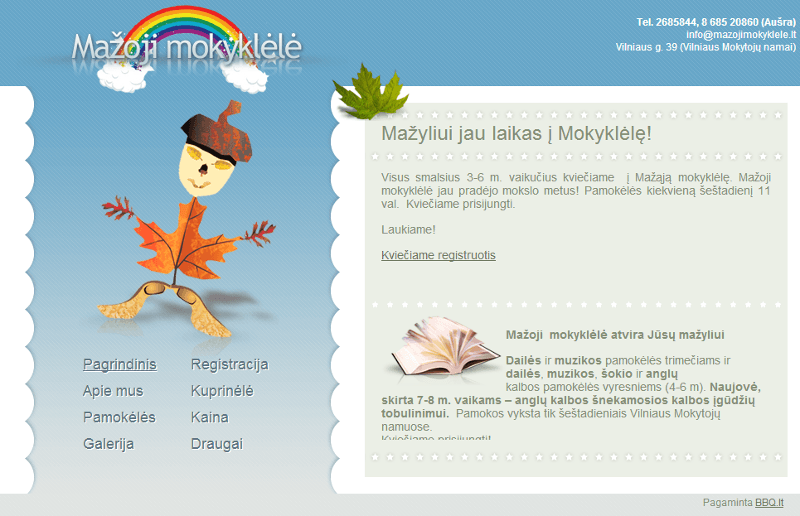 Mažoji mokyklėlė
Tel. 2685844, 8 685 20860 (Aušra)
info@mazojimokyklele.lt
Vilniaus g. 39 (Vilniaus Mokytojų namai)
Mažyliui jau laikas į Mokyklėlę!
Visus smalsius 3-6 m. vaikučius kviečiame į Mažąją mokyklėlę. Mažoji
mokyklėlė jau pradėjo mokslo metus! Pamokėlės kiekvieną šeštadienį 11
val. Kviečiame prisijungti.
Laukiame!
Kviečiame registruotis
Mažoji mokyklėlė atvira Jūsų mažyliui
Dailės ir muzikos pamokėlės trimečiams ir
dailės, muzikos, šokio ir anglų
kalbos pamokėlės vyresniems (4-6 m). Naujovė,
skirta 7-8 m. vaikams – anglų kalbos šnekamosios kalbos įgūdžių
tobulinimui. Pamokos vyksta tik šeštadieniais Vilniaus Mokytojų
namuose.
Kviečiame prisijungti!
Pagrindinis
Registracija
Apie mus
Kuprinėlė
Pamokėlės
Kaina
Galerija
Draugai
Pagaminta BBQ.lt